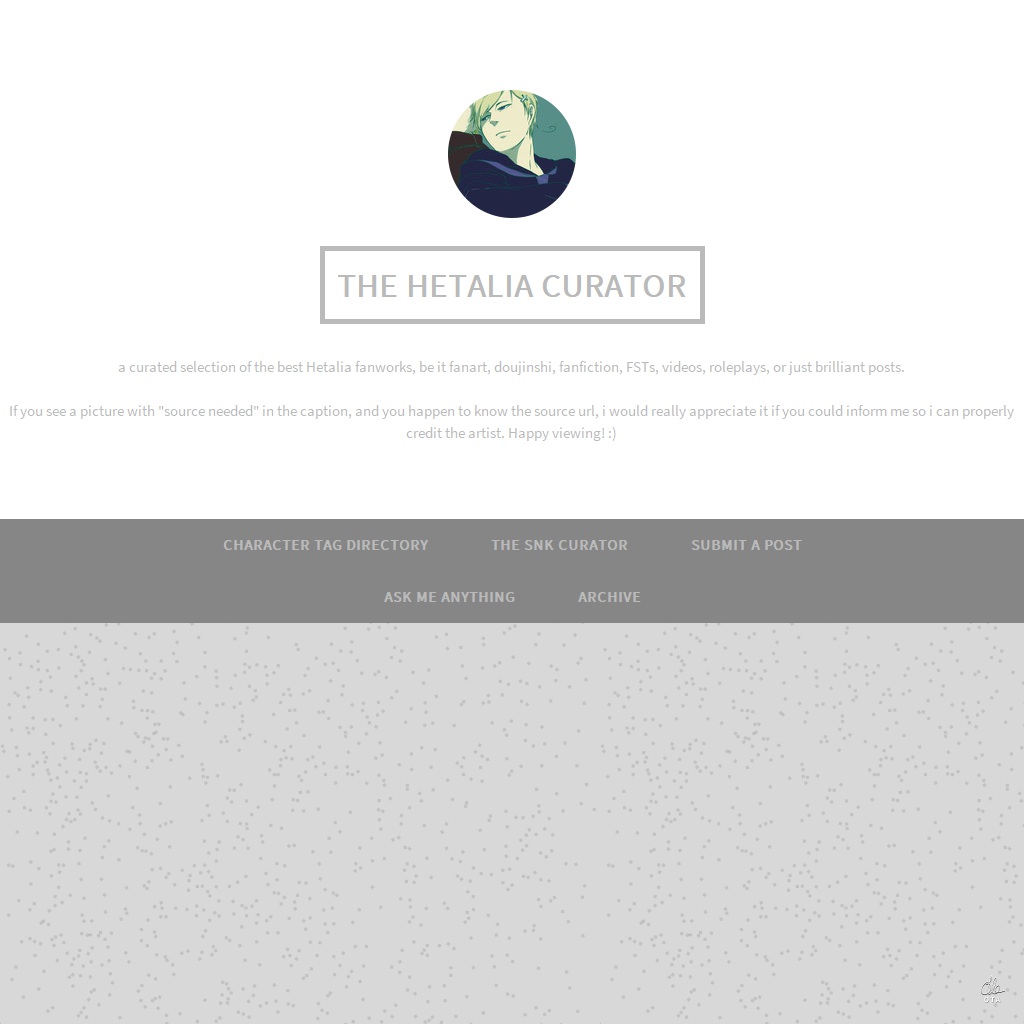 THE HETALIA CURATOR
a curated selection of the best Hetalia fanworks, be it fanart, doujinshi, fanfiction, FSTs, videos, roleplays, or just brilliant posts.
If you see a picture with "source needed" in the caption, and you happen to know the source url, i would really appreciate it if you could inform me so i can properly
credit the artist. Happy viewing! :)
CHARACTER TAG DIRECTORY THE SNK CURATOR SUBMIT A POST
ASK ME ANYTHING ARCHIVE